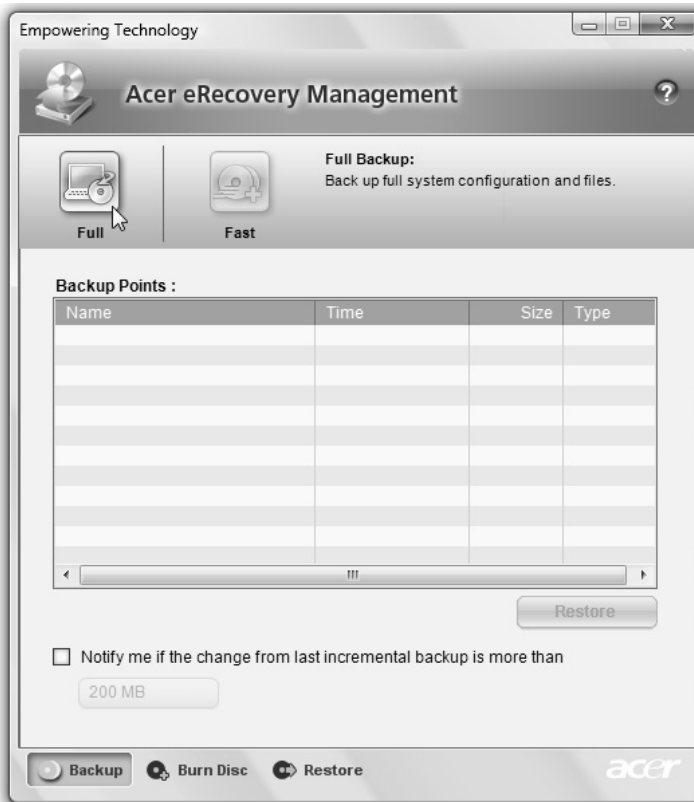 Empowering Technology
Acer eRecovery Management
Full
Fast
Full Backup:
Back up full system configuration and files.
Backup Points :
Name Time Size Type
Restore
Notify me if the change from last incremental backup is more than
200 MB
Backup Burn Disc Restore
acer